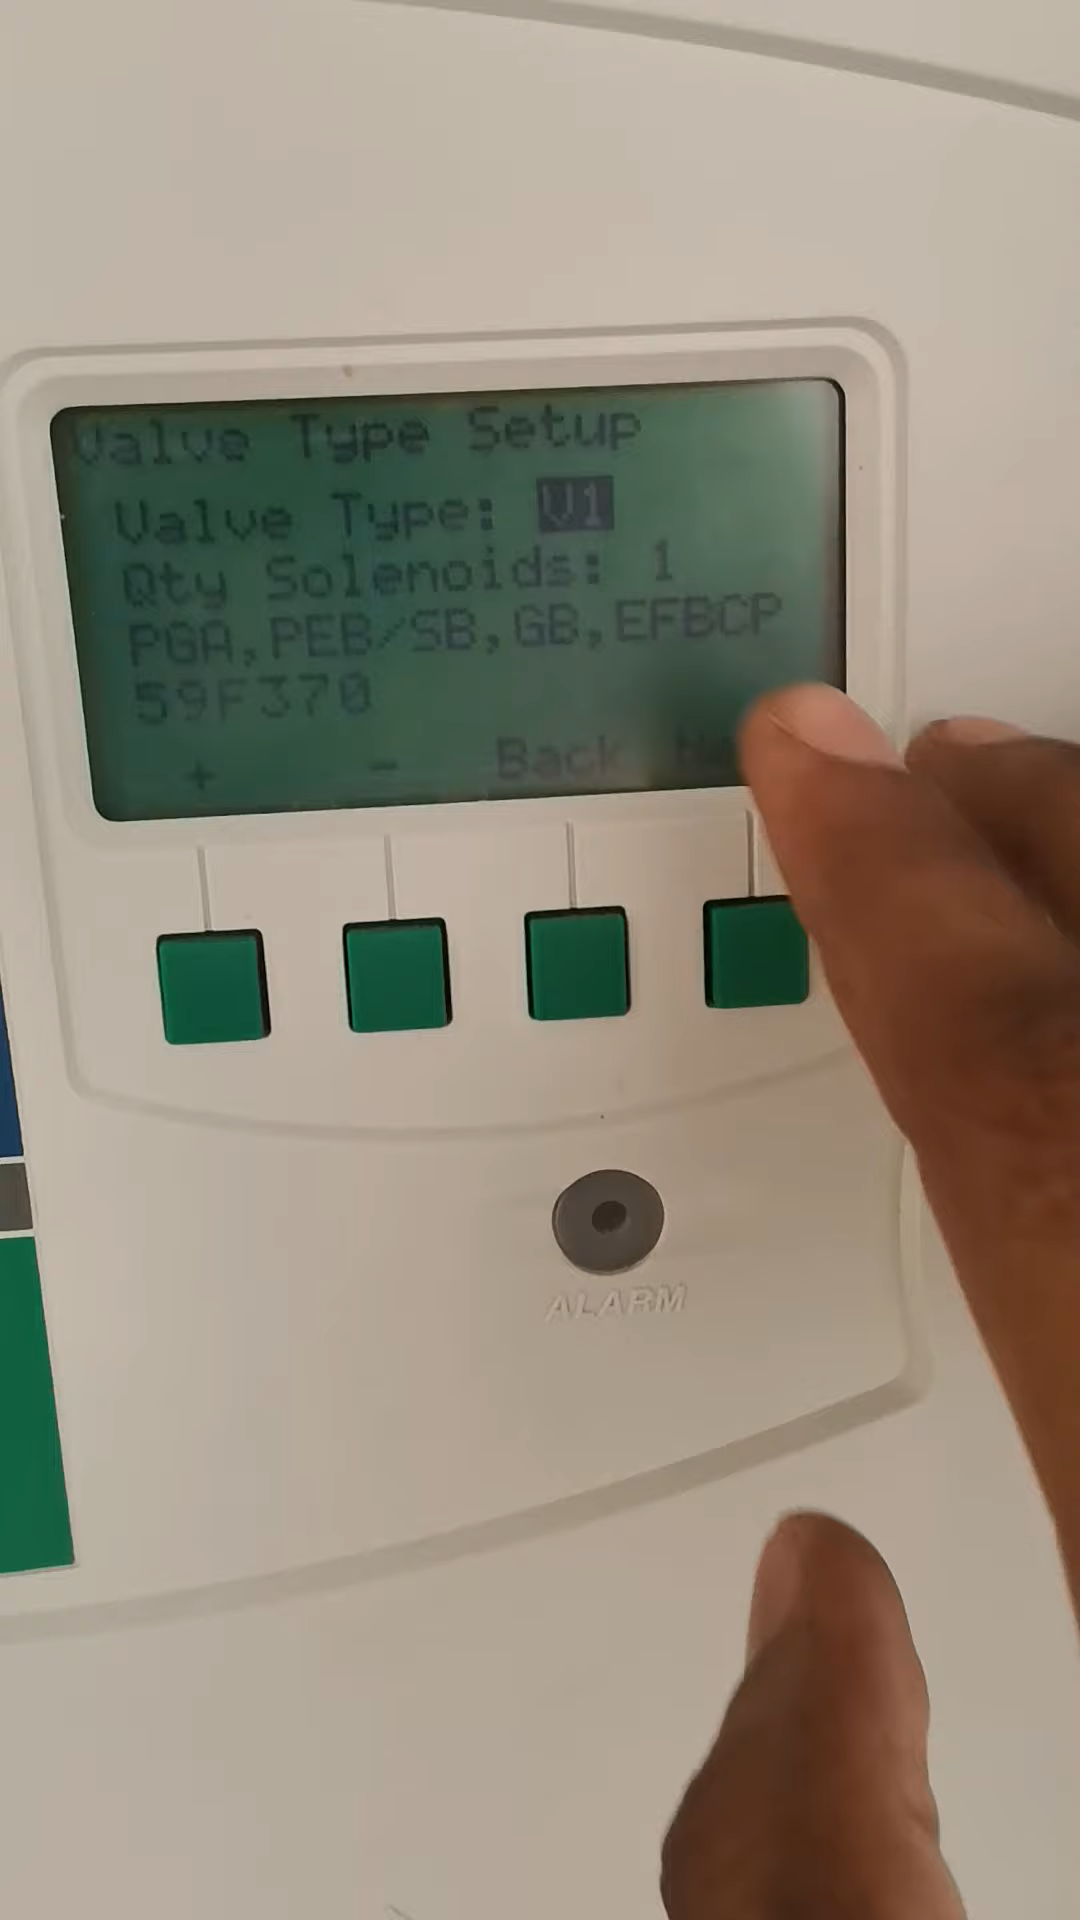 Valve Type Setup
Valve Type: V1
Qty Solenoids: 1
PGA,PEB/SB,GB,EFBCP
59F370
+ - Back
ALARM